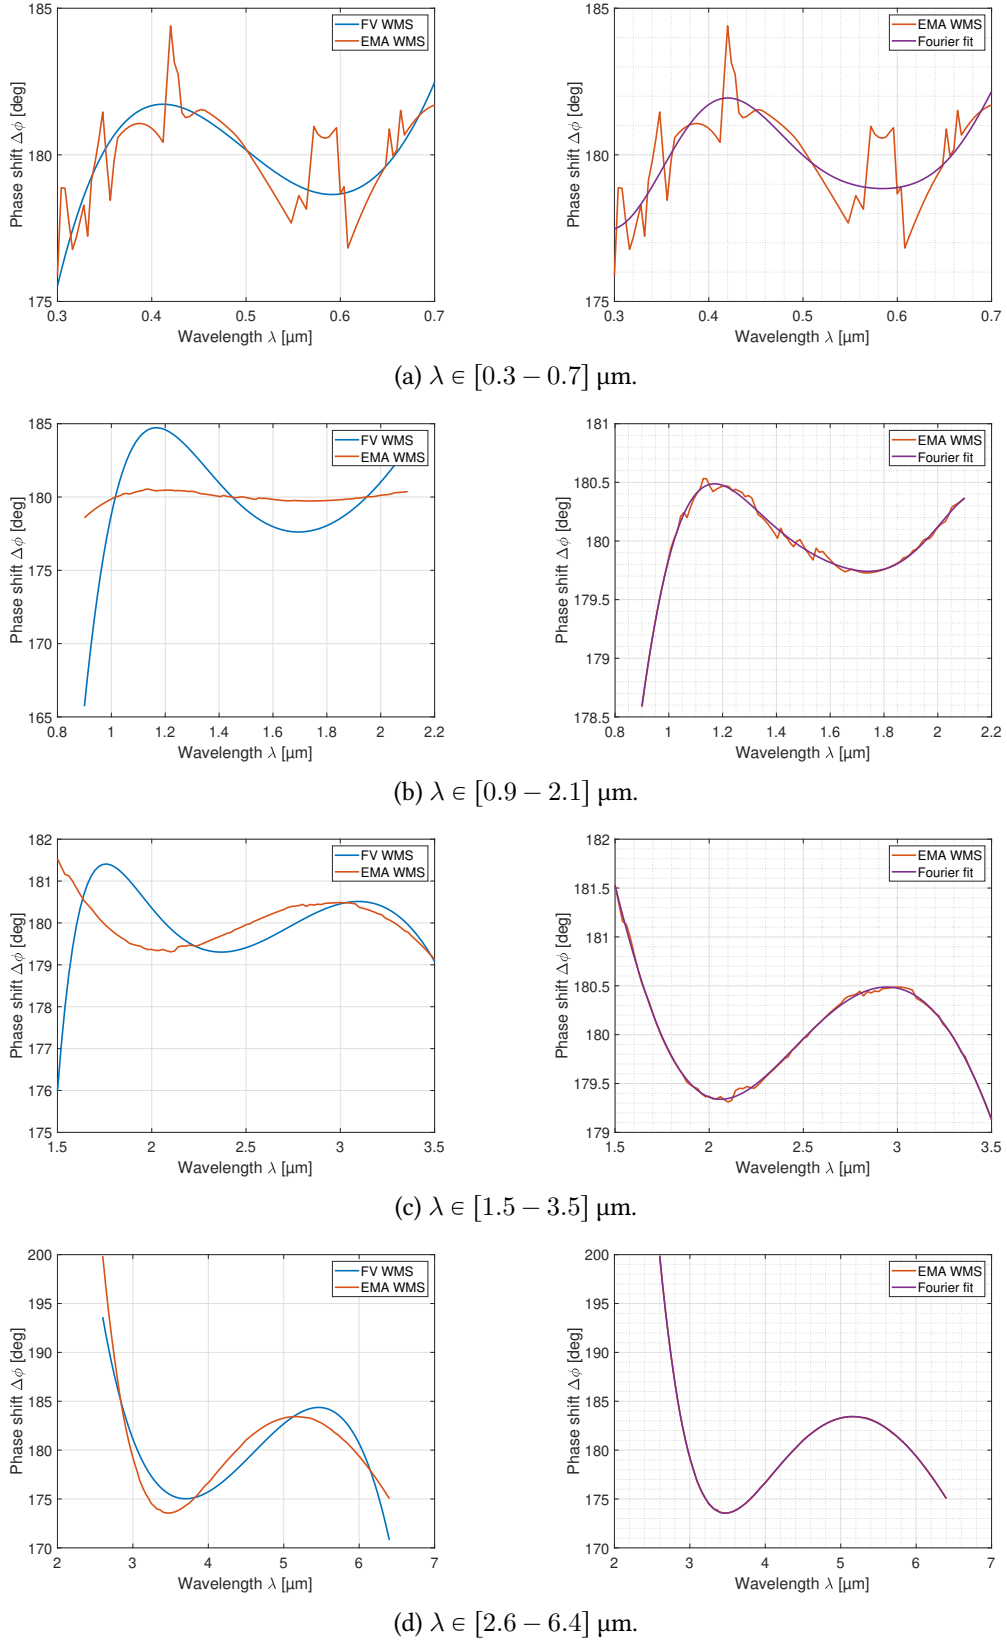 185
180
175
0.3 0.4 0.5 0.6 0.7
Phase shift Δϕ [deg]
Wavelength λ [µm]
FV WMS
EMA WMS
185
180
175
0.3 0.4 0.5 0.6 0.7
Phase shift Δϕ [deg]
Wavelength λ [µm]
EMA WMS
Fourier fit
(a) λ ∈ [0.3 − 0.7] µm.
185
180
175
170
165
0.8 1 1.2 1.4 1.6 1.8 2 2.2
Phase shift Δϕ [deg]
Wavelength λ [µm]
FV WMS
EMA WMS
181
180.5
180
179.5
179
178.5
0.8 1 1.2 1.4 1.6 1.8 2 2.2
Phase shift Δϕ [deg]
Wavelength λ [µm]
EMA WMS
Fourier fit
(b) λ ∈ [0.9 − 2.1] µm.
182
181
180
179
178
177
176
175
1.5 2 2.5 3 3.5
Phase shift Δϕ [deg]
Wavelength λ [µm]
FV WMS
EMA WMS
182
181.5
181
180.5
180
179.5
179
1.5 2 2.5 3 3.5
Phase shift Δϕ [deg]
Wavelength λ [µm]
EMA WMS
Fourier fit
(c) λ ∈ [1.5 − 3.5] µm.
200
195
190
185
180
175
170
2 3 4 5 6 7
Phase shift Δϕ [deg]
Wavelength λ [µm]
FV WMS
EMA WMS
200
195
190
185
180
175
170
2 3 4 5 6 7
Phase shift Δϕ [deg]
Wavelength λ [µm]
EMA WMS
Fourier fit
(d) λ ∈ [2.6 − 6.4] µm.